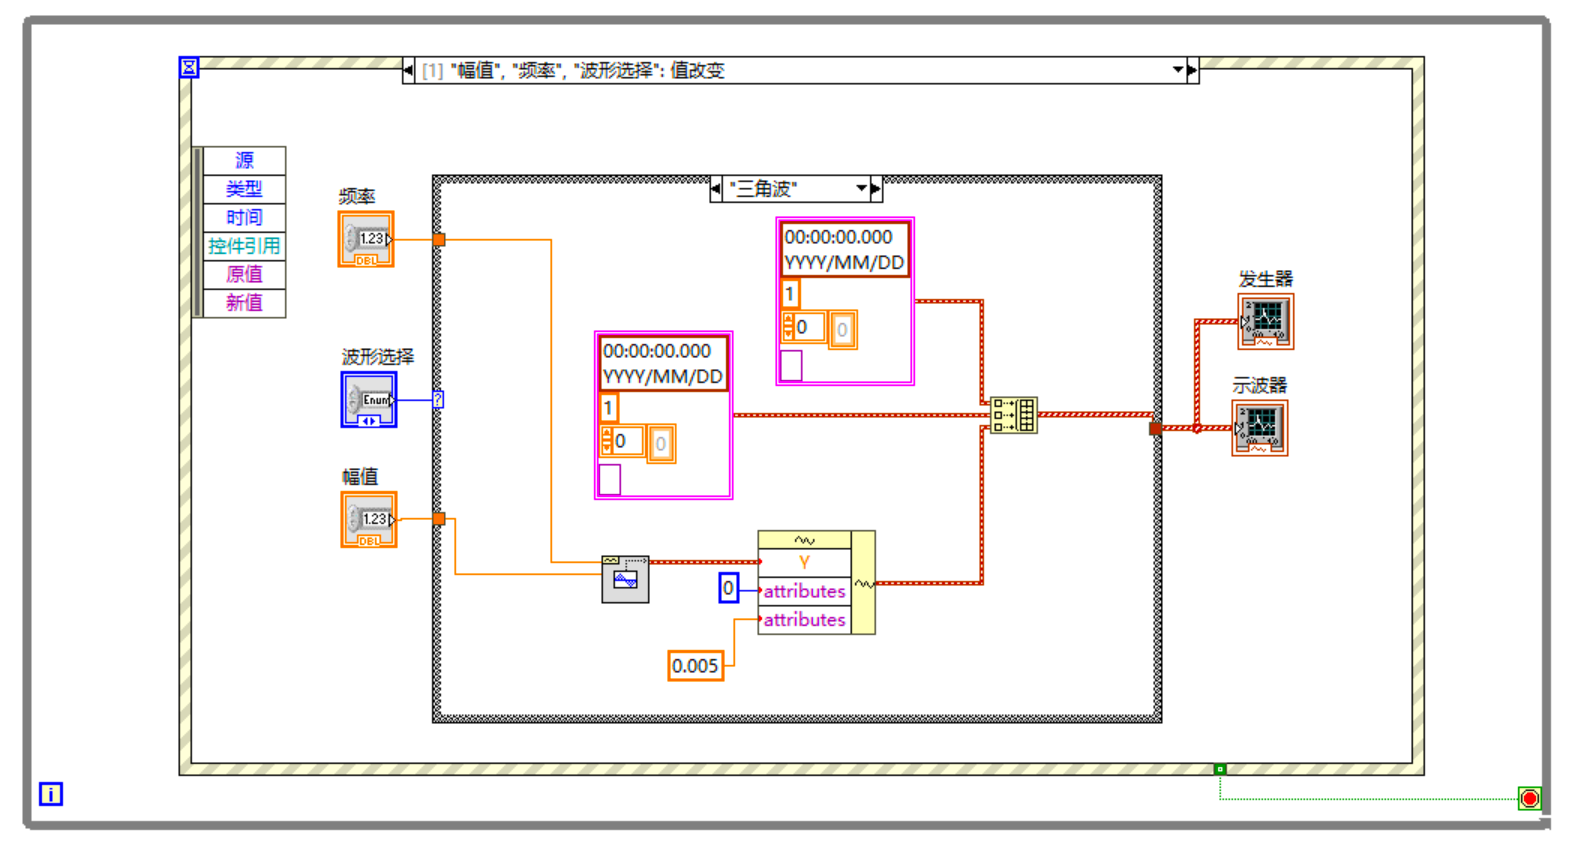 [1] "幅值", "频率", "波形选择": 值改变
源
类型
时间
控件引用
原值
新值
频率
1.23
DBL
波形选择
Enum
幅值
1.23
DBL
"三角波"
00:00:00.000
YYYY/MM/DD
1
0
0
00:00:00.000
YYYY/MM/DD
1
0
0
?
Y
0
attributes
attributes
0.005
发生器
示波器
i